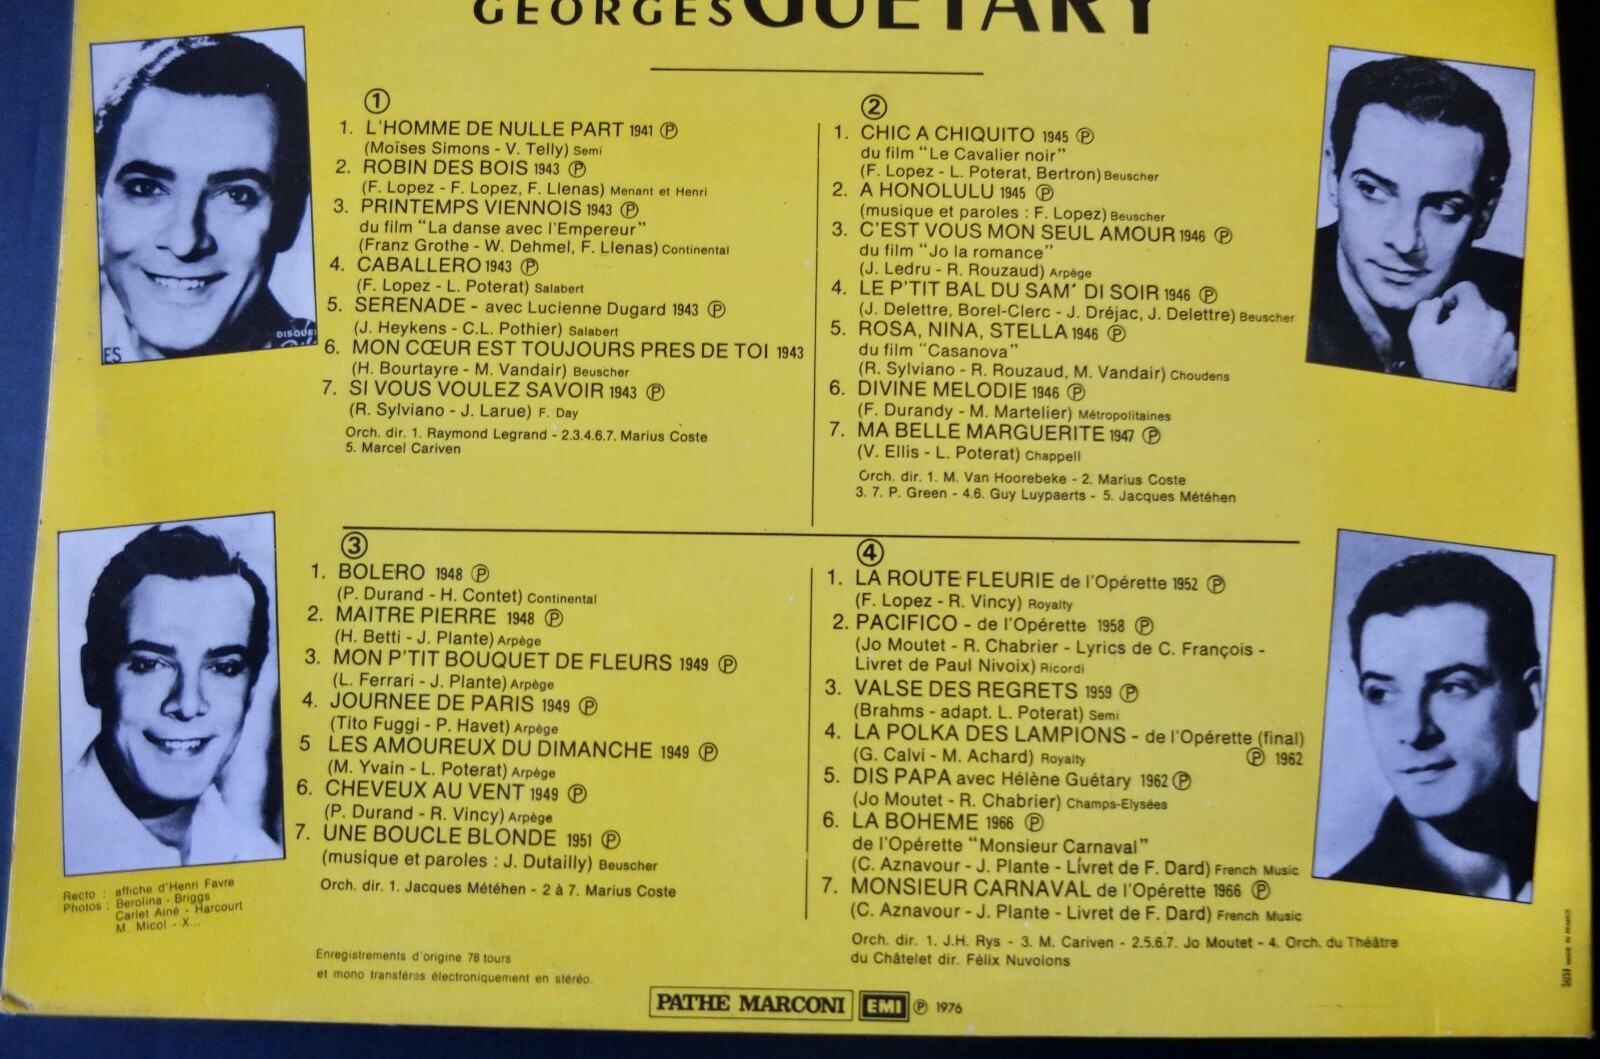 GEORGES GUETARY
①
1. L'HOMME DE NULLE PART 1941 Ⓟ
(Moïses Simons - V. Telly) Semi
2. ROBIN DES BOIS 1943 Ⓟ
(F. Lopez - F. Lopez, F. Llenas) Menant et Henri
3. PRINTEMPS VIENNOIS 1943 Ⓟ
du film "La danse avec l'Empereur"
(Franz Grothe - W. Dehmel, F. Llenas) Continental
4. CABALLERO 1943 Ⓟ
(F. Lopez - L. Poterat) Salabert
5. SERENADE - avec Lucienne Dugard 1943 Ⓟ
(J. Heykens - C.L. Pothier) Salabert
6. MON CŒUR EST TOUJOURS PRES DE TOI 1943
(H. Bourtayre - M. Vandair) Beuscher
7. SI VOUS VOULEZ SAVOIR 1943 Ⓟ
(R. Sylviano - J. Larue) F. Day
Orch. dir. 1. Raymond Legrand - 2.3.4.6.7. Marius Coste
5. Marcel Cariven
②
1. CHIC A CHIQUITO 1945 Ⓟ
du film "Le Cavalier noir"
(F. Lopez - L. Poterat, Bertron) Beuscher
2. A HONOLULU 1945 Ⓟ
(musique et paroles : F. Lopez) Beuscher
3. C'EST VOUS MON SEUL AMOUR 1946 Ⓟ
du film "Jo la romance"
(J. Ledru - R. Rouzaud) Arpège
4. LE P'TIT BAL DU SAM' DI SOIR 1946 Ⓟ
(J. Delettre, Borel-Clerc - J. Dréjac, J. Delettre) Beuscher
5. ROSA, NINA, STELLA 1946 Ⓟ
du film "Casanova"
(R. Sylviano - R. Rouzaud, M. Vandair) Choudens
6. DIVINE MELODIE 1946 Ⓟ
(F. Durandy - M. Martelier) Métropolitaines
7. MA BELLE MARGUERITE 1947 Ⓟ
(V. Ellis - L. Poterat) Chappell
Orch. dir. 1. M. Van Hoorebeke - 2. Marius Coste
3. 7. P. Green - 4.6. Guy Luypaerts - 5. Jacques Météhen
DISQUE
ES
③
1. BOLERO 1948 Ⓟ
(P. Durand - H. Contet) Continental
2. MAITRE PIERRE 1948 Ⓟ
(H. Betti - J. Plante) Arpège
3. MON P'TIT BOUQUET DE FLEURS 1949 Ⓟ
(L. Ferrari - J. Plante) Arpège
4. JOURNEE DE PARIS 1949 Ⓟ
(Tito Fuggi - P. Havet) Arpège
5 LES AMOUREUX DU DIMANCHE 1949 Ⓟ
(M. Yvain - L. Poterat) Arpège
6. CHEVEUX AU VENT 1949 Ⓟ
(P. Durand - R. Vincy) Arpège
7. UNE BOUCLE BLONDE 1951 Ⓟ
(musique et paroles : J. Dutailly) Beuscher
Orch. dir. 1. Jacques Météhen - 2 à 7. Marius Coste
④
1. LA ROUTE FLEURIE de l'Opérette 1952 Ⓟ
(F. Lopez - R. Vincy) Royalty
2. PACIFICO - de l'Opérette 1958 Ⓟ
(Jo Moutet - R. Chabrier - Lyrics de C. François -
Livret de Paul Nivoix) Ricordi
3. VALSE DES REGRETS 1959 Ⓟ
(Brahms - adapt. L. Poterat) Semi
4. LA POLKA DES LAMPIONS - de l'Opérette (final)
(G. Calvi - M. Achard) Royalty Ⓟ 1962
5. DIS PAPA avec Hélène Guétary 1962 Ⓟ
(Jo Moutet - R. Chabrier) Champs-Elysées
6. LA BOHEME 1966 Ⓟ
de l'Opérette "Monsieur Carnaval"
(C. Aznavour - J. Plante - Livret de F. Dard) French Music
7. MONSIEUR CARNAVAL de l'Opérette 1966 Ⓟ
(C. Aznavour - J. Plante - Livret de F. Dard) French Music
Orch. dir. 1. J.H. Rys - 3. M. Cariven - 2.5.6.7. Jo Moutet - 4. Orch. du Théâtre
du Châtelet dir. Félix Nuvolons
Recto : affiche d'Henri Favre
Photos : Berolina - Briggs
Carlet Ainé - Harcourt
M. Micol - X...
Enregistrements d'origine 78 tours
et mono transférés électroniquement en stéréo.
PATHE MARCONI EMI Ⓟ 1976
MADE IN FRANCE